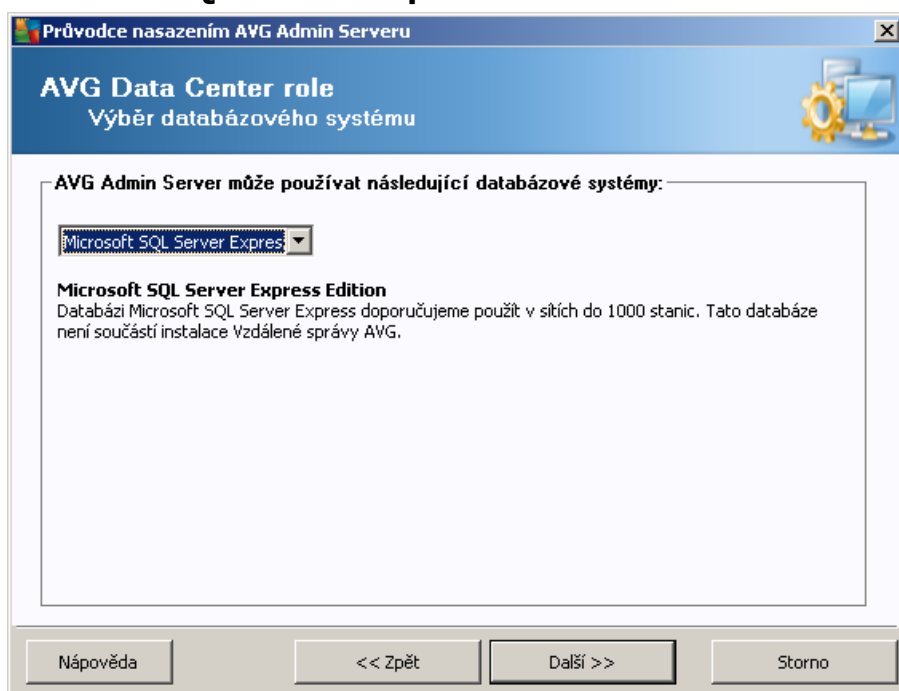 Průvodce nasazením AVG Admin Serveru
AVG Data Center role
Výběr databázového systému
AVG Admin Server může používat následující databázové systémy:
Microsoft SQL Server Expres
Microsoft SQL Server Express Edition
Databázi Microsoft SQL Server Express doporučujeme použít v sítích do 1000 stanic. Tato databáze
není součástí instalace Vzdálené správy AVG.
Nápověda
<< Zpět
Další >>
Storno